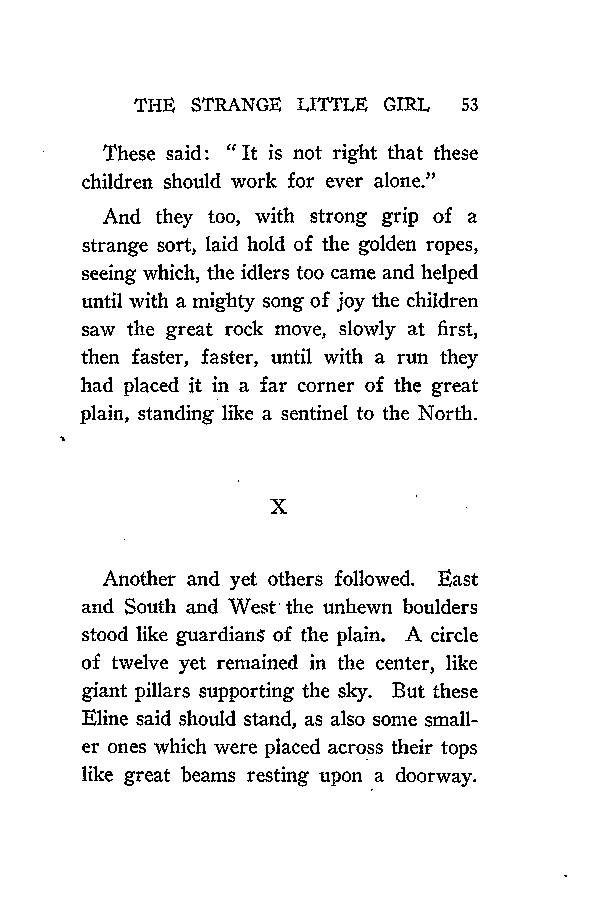 THE STRANGE LITTLE GIRL 53
These said: “It is not right that these
children should work for ever alone.”
And they too, with strong grip of a
strange sort, laid hold of the golden ropes,
seeing which, the idlers too came and helped
until with a mighty song of joy the children
saw the great rock move, slowly at first,
then faster, faster, until with a run they
had placed it in a far corner of the great
plain, standing like a sentinel to the North.
X
Another and yet others followed. East
and South and West the unhewn boulders
stood like guardians of the plain. A circle
of twelve yet remained in the center, like
giant pillars supporting the sky. But these
Eline said should stand, as also some small-
er ones which were placed across their tops
like great beams resting upon a doorway.